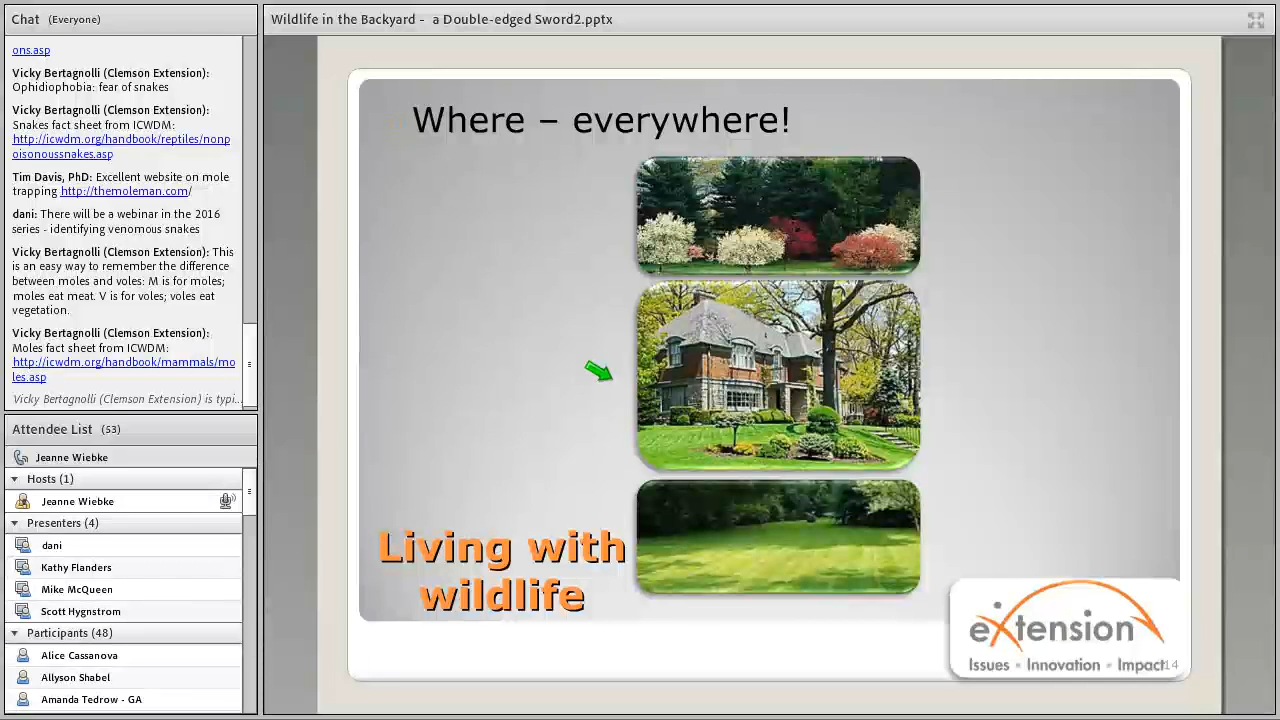 Chat (Everyone)
ons.asp
Vicky Bertagnolli (Clemson Extension):
Ophidiophobia: fear of snakes
Vicky Bertagnolli (Clemson Extension):
Snakes fact sheet from ICWDM:
http://icwdm.org/handbook/reptiles/nonp
oisonoussnakes.asp
Tim Davis, PhD: Excellent website on mole
trapping http://themoleman.com/
dani: There will be a webinar in the 2016
series - identifying venomous snakes
Vicky Bertagnolli (Clemson Extension): This
is an easy way to remember the difference
between moles and voles: M is for moles;
moles eat meat. V is for voles; voles eat
vegetation.
Vicky Bertagnolli (Clemson Extension):
Moles fact sheet from ICWDM:
http://icwdm.org/handbook/mammals/mo
les.asp
Vicky Bertagnolli (Clemson Extension) is typi...
Attendee List (53)
Jeanne Wiebke
Hosts (1)
Jeanne Wiebke
Presenters (4)
dani
Kathy Flanders
Mike McQueen
Scott Hygnstrom
Participants (48)
Alice Cassanova
Allyson Shabel
Amanda Tedrow - GA
Wildlife in the Backyard - a Double-edged Sword2.pptx
Where – everywhere!
Living with
wildlife
eXtension
Issues • Innovation • Impact
14